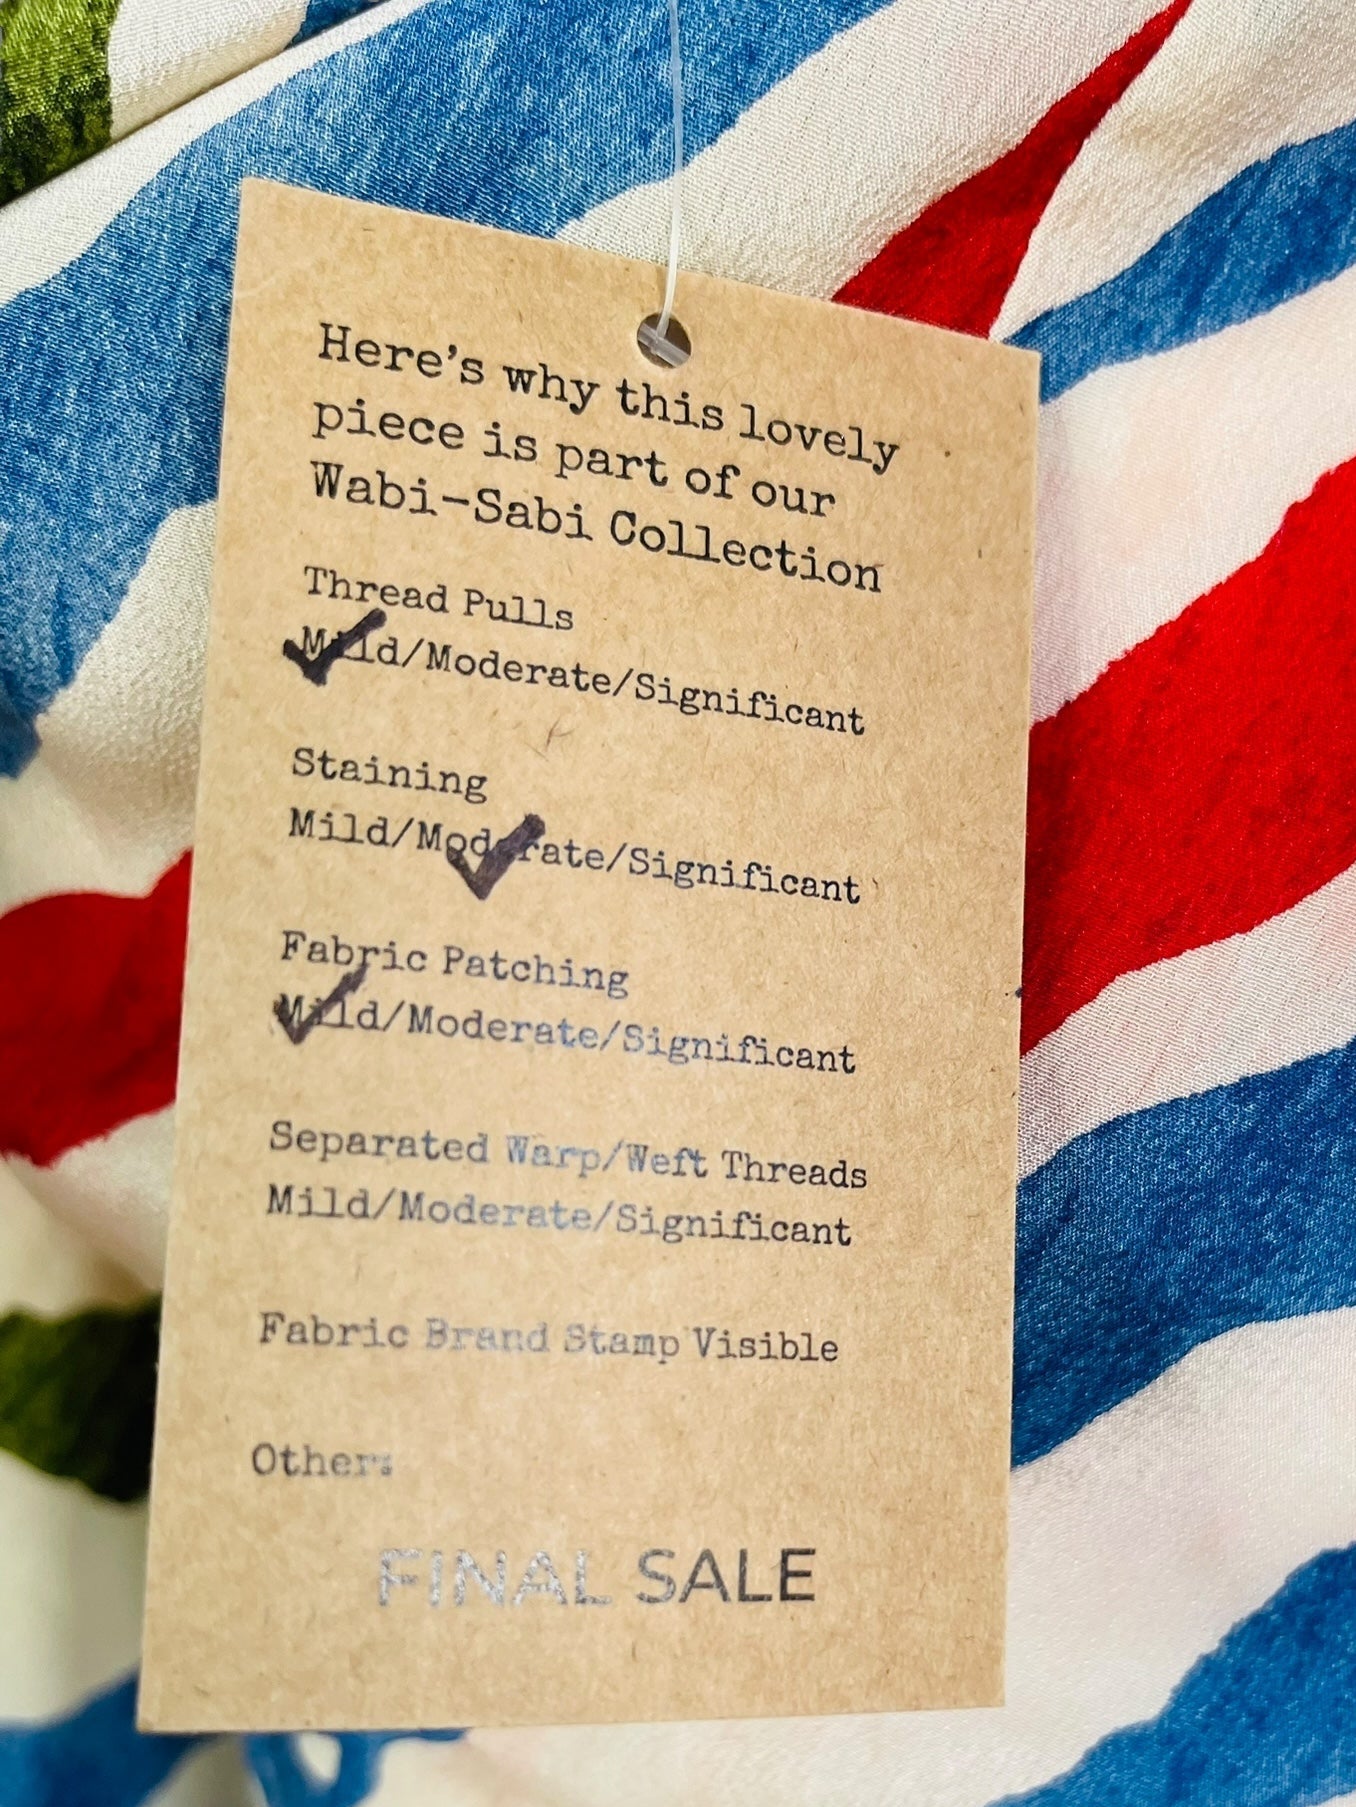 Here's why this lovely
piece is part of our
Wabi-Sabi Collection
Thread Pulls
Mild/Moderate/Significant
Staining
Mild/Moderate/Significant
Fabric Patching
Mild/Moderate/Significant
Separated Warp/Weft Threads
Mild/Moderate/Significant
Fabric Brand Stamp Visible
Other:
FINAL SALE